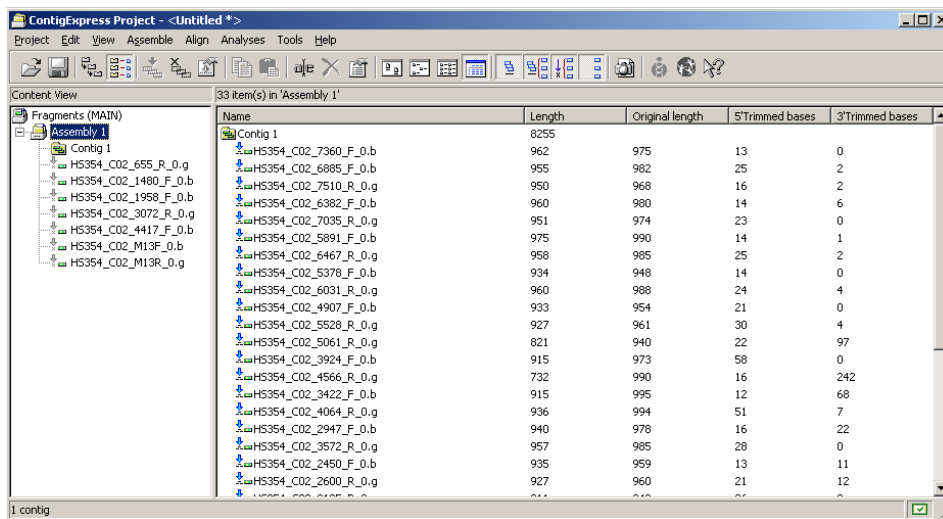 ContigExpress Project - <Untitled *>
Project Edit View Assemble Align Analyses Tools Help
Content View
33 item(s) in 'Assembly 1'
Fragments (MAIN)
Assembly 1
Contig 1
HS354_C02_655_R_0.g
HS354_C02_1480_F_0.b
HS354_C02_1958_F_0.b
HS354_C02_3072_R_0.g
HS354_C02_4417_F_0.b
HS354_C02_M13F_0.b
HS354_C02_M13R_0.g
Name Length Original length 5'Trimmed bases 3'Trimmed bases
Contig 1 8255
HS354_C02_7360_F_0.b 962 975 13 0
HS354_C02_6885_F_0.b 955 982 25 2
HS354_C02_7510_R_0.g 950 968 16 2
HS354_C02_6382_F_0.b 960 980 14 6
HS354_C02_7035_R_0.g 951 974 23 0
HS354_C02_5891_F_0.b 975 990 14 1
HS354_C02_6467_R_0.g 958 985 25 2
HS354_C02_5378_F_0.b 934 948 14 0
HS354_C02_6031_R_0.g 960 988 24 4
HS354_C02_4907_F_0.b 933 954 21 0
HS354_C02_5528_R_0.g 927 961 30 4
HS354_C02_5061_R_0.g 821 940 22 97
HS354_C02_3924_F_0.b 915 973 58 0
HS354_C02_4566_R_0.g 732 990 16 242
HS354_C02_3422_F_0.b 915 995 12 68
HS354_C02_4064_R_0.g 936 994 51 7
HS354_C02_2947_F_0.b 940 978 16 22
HS354_C02_3572_R_0.g 957 985 28 0
HS354_C02_2450_F_0.b 935 959 13 11
HS354_C02_2600_R_0.g 927 960 21 12
1 contig